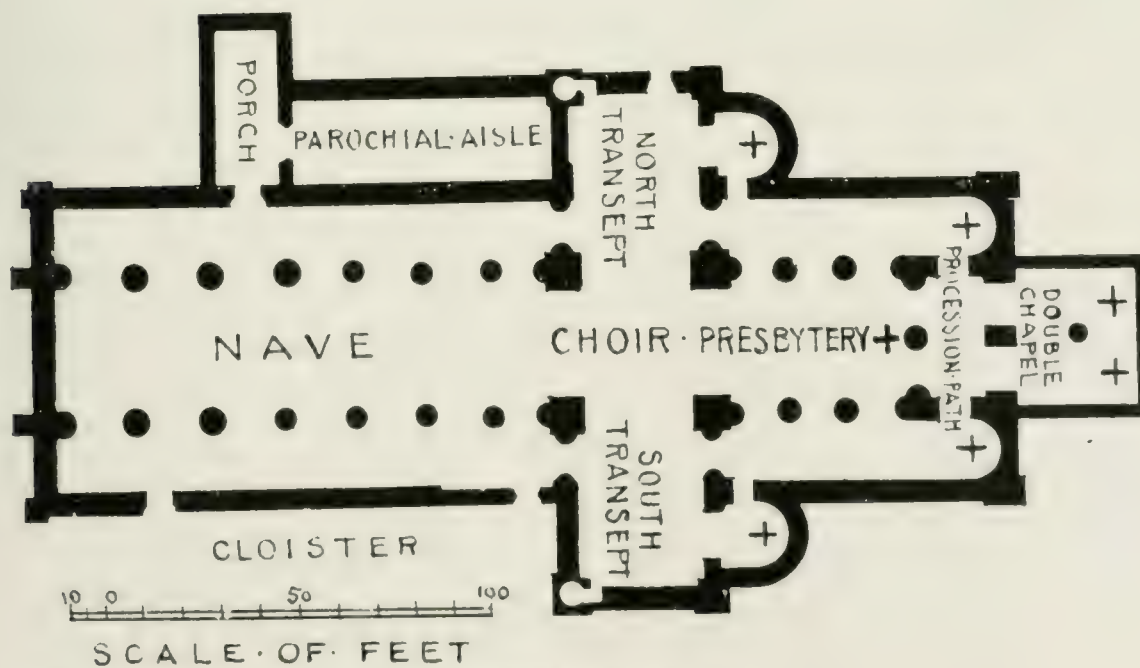 PORCH
PAROCHIAL·AISLE
NORTH
TRANSEPT
NAVE
CHOIR·PRESBYTERY
PROCESSION·PATH
DOUBLE
CHAPEL
SOUTH
TRANSEPT
CLOISTER
10 0 50 100
SCALE·OF·FEET